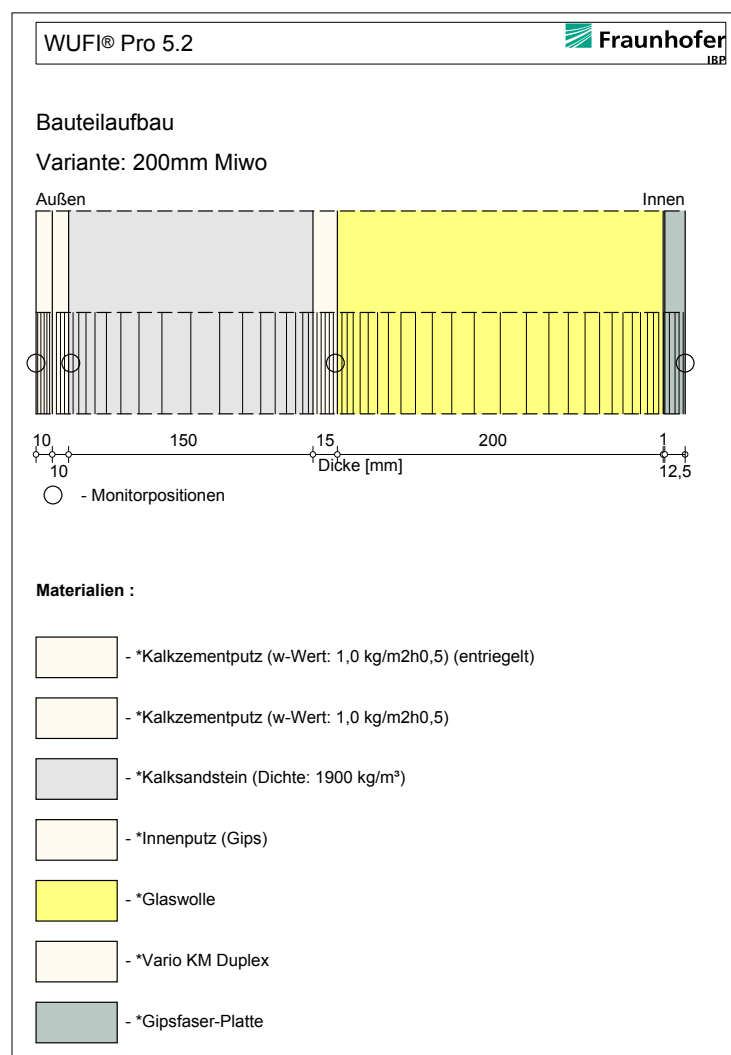 WUFI® Pro 5.2
Fraunhofer
IBP
Bauteilaufbau
Variante: 200mm Miwo
Außen Innen
10 150 15 200 1
10 Dicke [mm] 12,5
- Monitorpositionen
Materialien :
- *Kalkzementputz (w-Wert: 1,0 kg/m2h0,5) (entriegelt)
- *Kalkzementputz (w-Wert: 1,0 kg/m2h0,5)
- *Kalksandstein (Dichte: 1900 kg/m³)
- *Innenputz (Gips)
- *Glaswolle
- *Vario KM Duplex
- *Gipsfaser-Platte